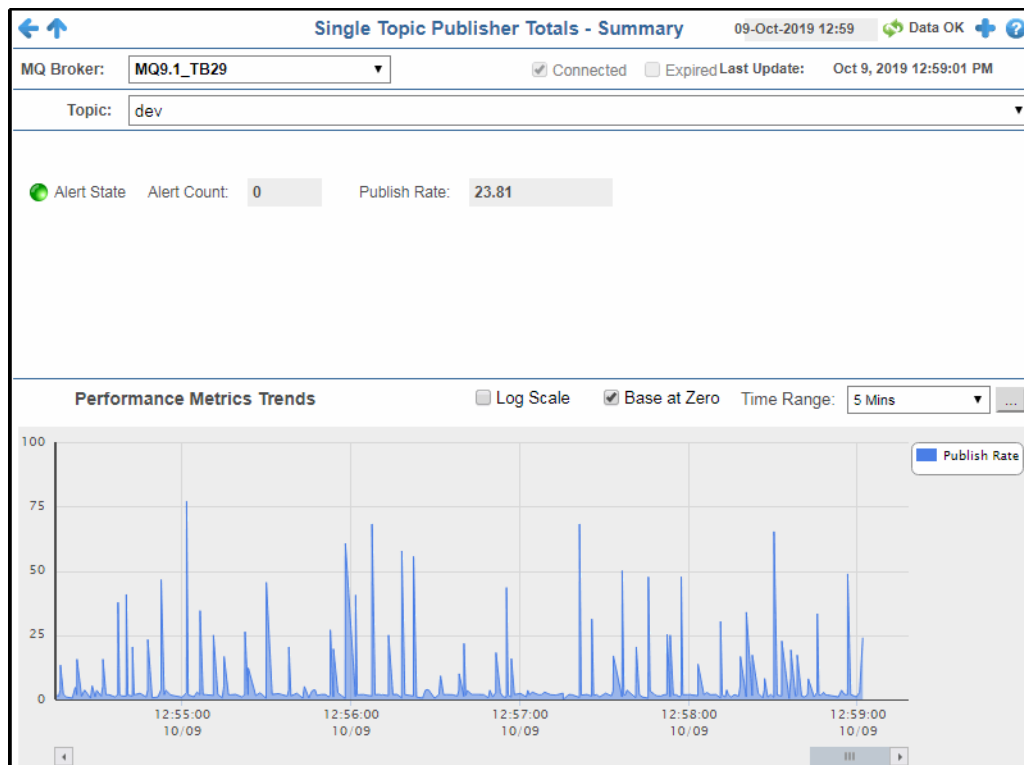 Single Topic Publisher Totals - Summary 09-Oct-2019 12:59 Data OK
MQ Broker: MQ9.1_TB29 Connected Expired Last Update: Oct 9, 2019 12:59:01 PM
Topic: dev
Alert State Alert Count: 0 Publish Rate: 23.81
Performance Metrics Trends Log Scale Base at Zero Time Range: 5 Mins ...
Publish Rate
100
75
50
25
0
12:55:00 12:56:00 12:57:00 12:58:00 12:59:00
10/09 10/09 10/09 10/09 10/09